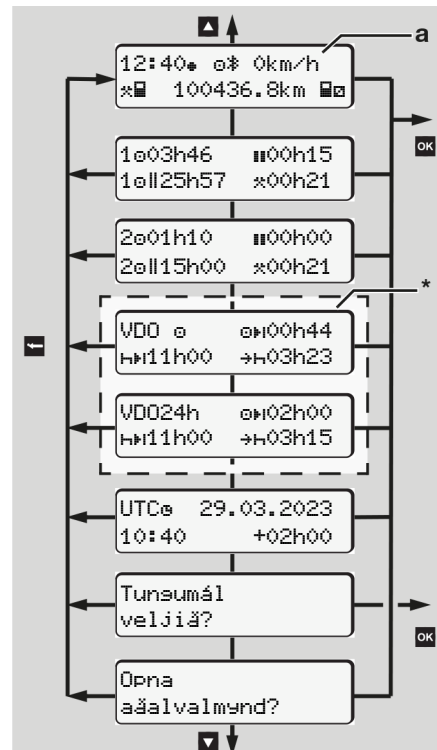 a
12:40 0km/h
100436.8km
OK
1 03h46 00h15
1 25h57 00h21
2 01h10 00h00
2 15h00 00h21
*
VDO 00h44
11h00 03h23
VDO24h 02h00
11h00 03h15
UTC 29.03.2023
10:40 +02h00
Tungumál
veljið?
OK
Opna
aðalvalmynd?